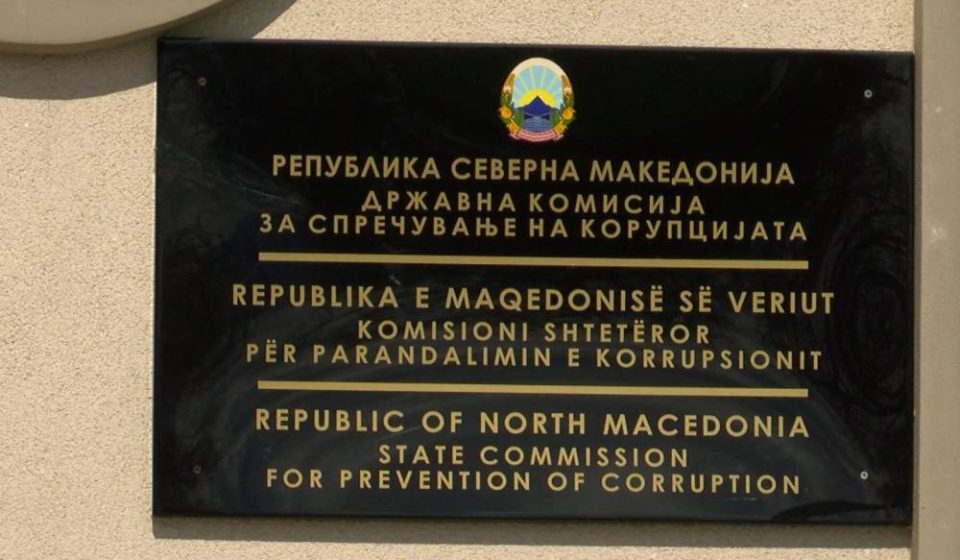 РЕПУБЛИКА СЕВЕРНА МАКЕДОНИЈА
ДРЖАВНА КОМИСИЈА
ЗА СПРЕЧУВАЊЕ НА КОРУПЦИЈАТА
REPUBLIKA E MAQEDONISË SË VERIUT
KOMISIONI SHTETËROR
PËR PARANDALIMIN E KORRUPSIONIT
REPUBLIC OF NORTH MACEDONIA
STATE COMMISSION
FOR PREVENTION OF CORRUPTION